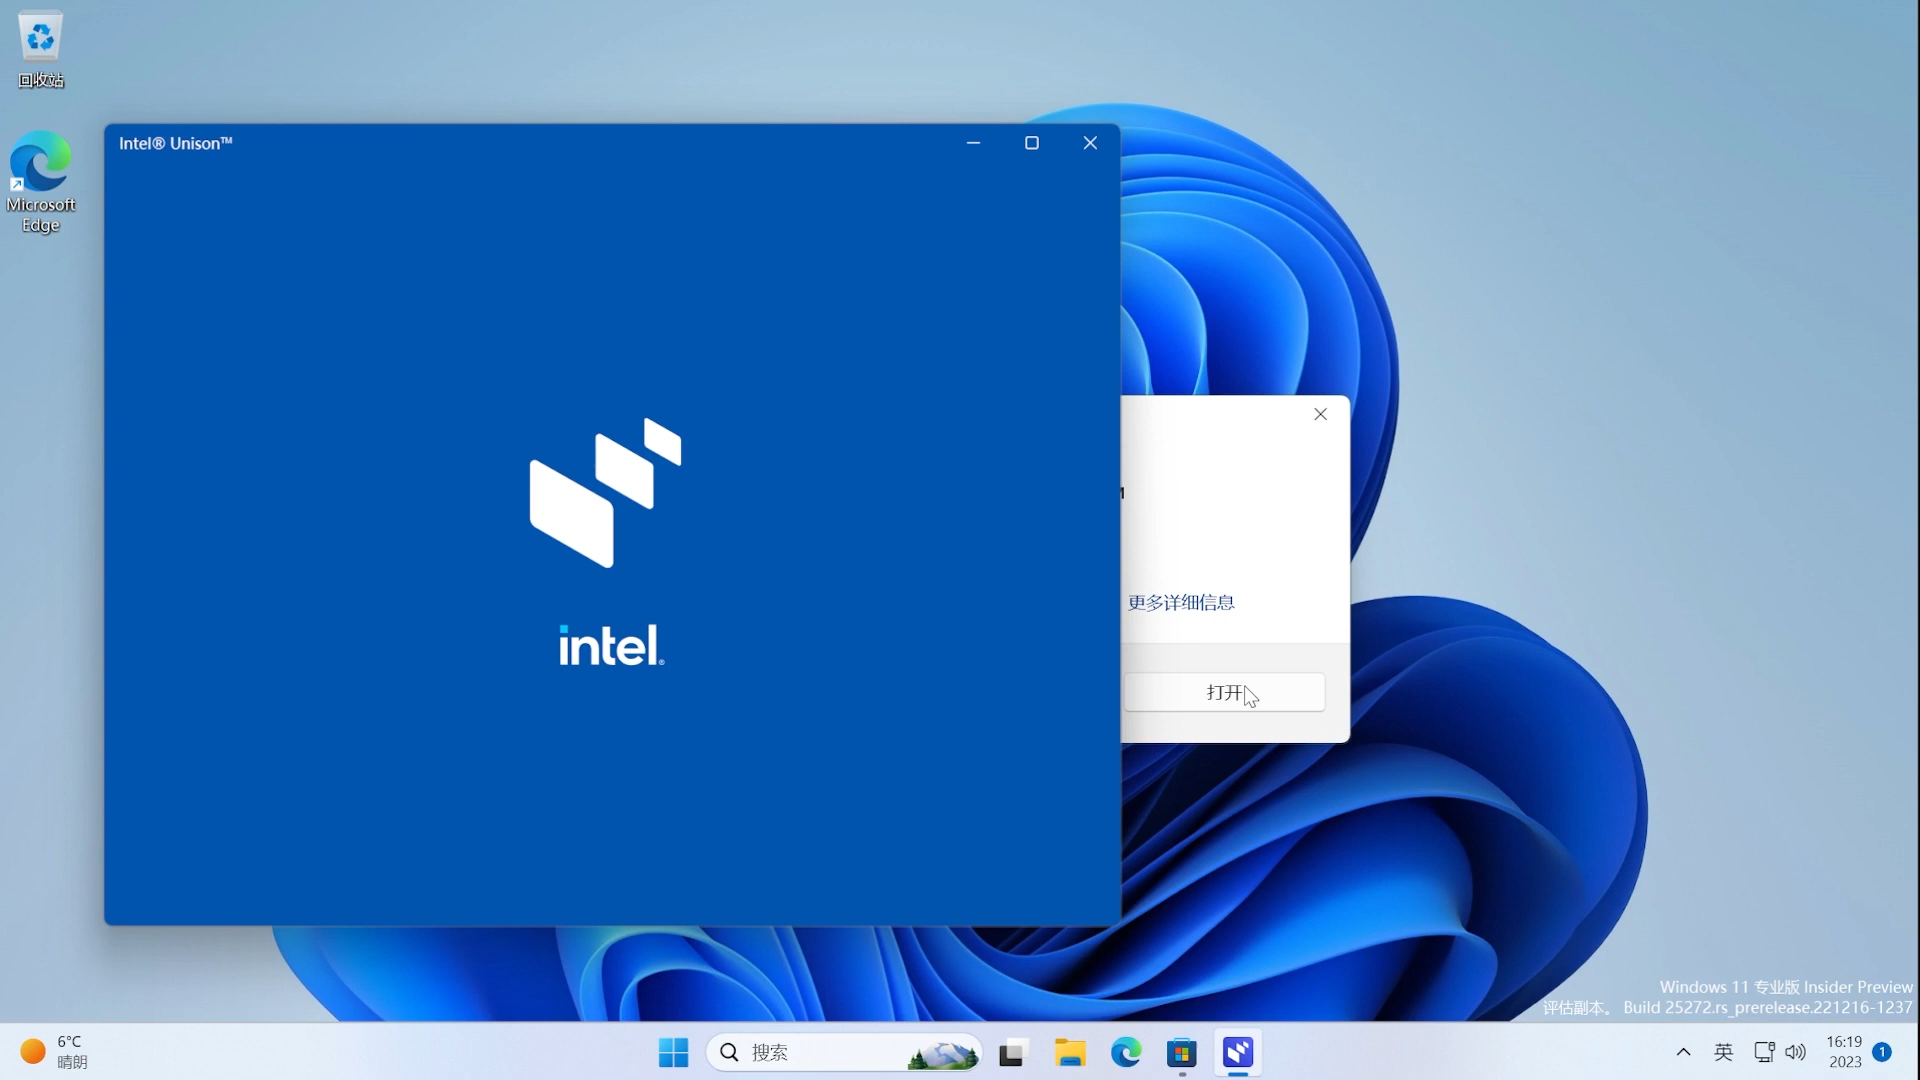 回收站
Microsoft
Edge
Intel® Unison™
intel.
更多详细信息
打开
Windows 11 专业版 Insider Preview
评估副本。 Build 25272.rs_prerelease.221216-1237
6°C
晴朗
搜索
英
16:19
2023
1